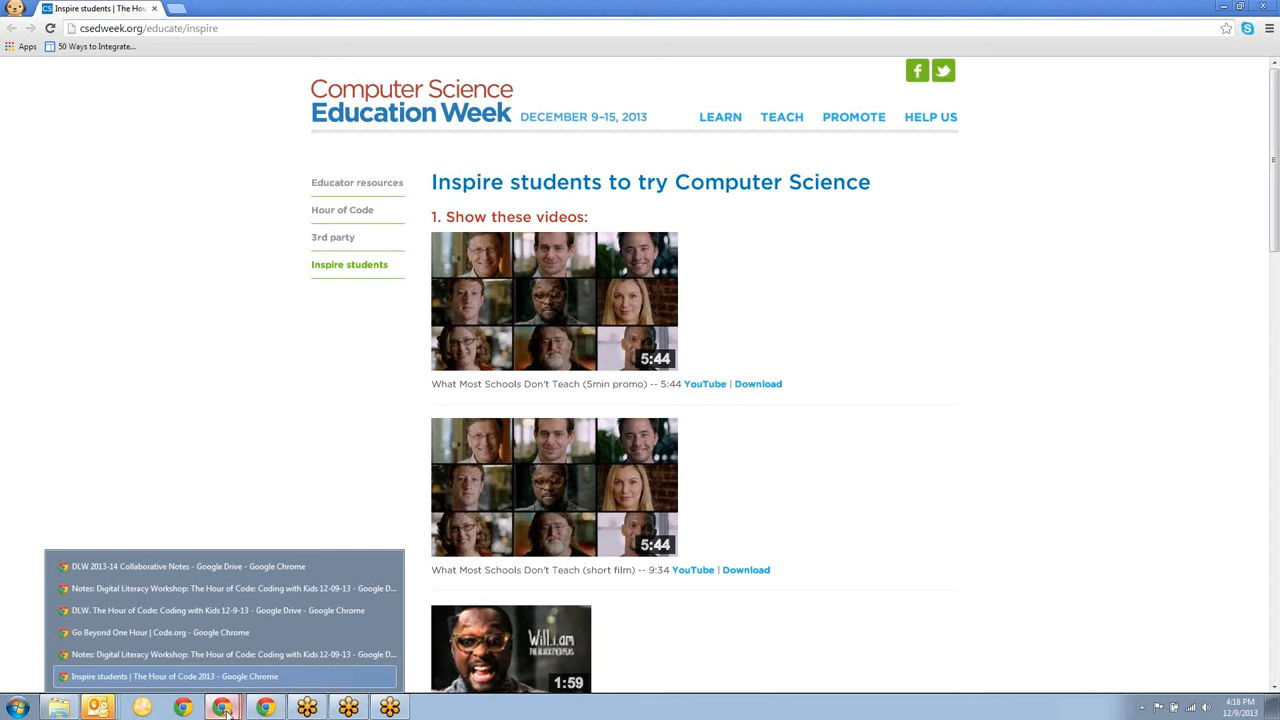 Inspire students | The Hou
csedweek.org/educate/inspire
Apps
50 Ways to Integrate...
Computer Science
Education Week
DECEMBER 9-15, 2013
LEARN
TEACH
PROMOTE
HELP US
Educator resources
Hour of Code
3rd party
Inspire students
Inspire students to try Computer Science
1. Show these videos:
5:44
What Most Schools Don't Teach (5min promo) -- 5:44 YouTube | Download
5:44
What Most Schools Don't Teach (short film) -- 9:34 YouTube | Download
will.i.am
THE BLACK EYED PEAS
1:59
DLW 2013-14 Collaborative Notes - Google Drive - Google Chrome
Notes: Digital Literacy Workshop: The Hour of Code: Coding with Kids 12-09-13 - Google D...
DLW. The Hour of Code: Coding with Kids 12-9-13 - Google Drive - Google Chrome
Go Beyond One Hour | Code.org - Google Chrome
Notes: Digital Literacy Workshop: The Hour of Code: Coding with Kids 12-09-13 - Google D...
Inspire students | The Hour of Code 2013 - Google Chrome
4:18 PM
12/9/2013